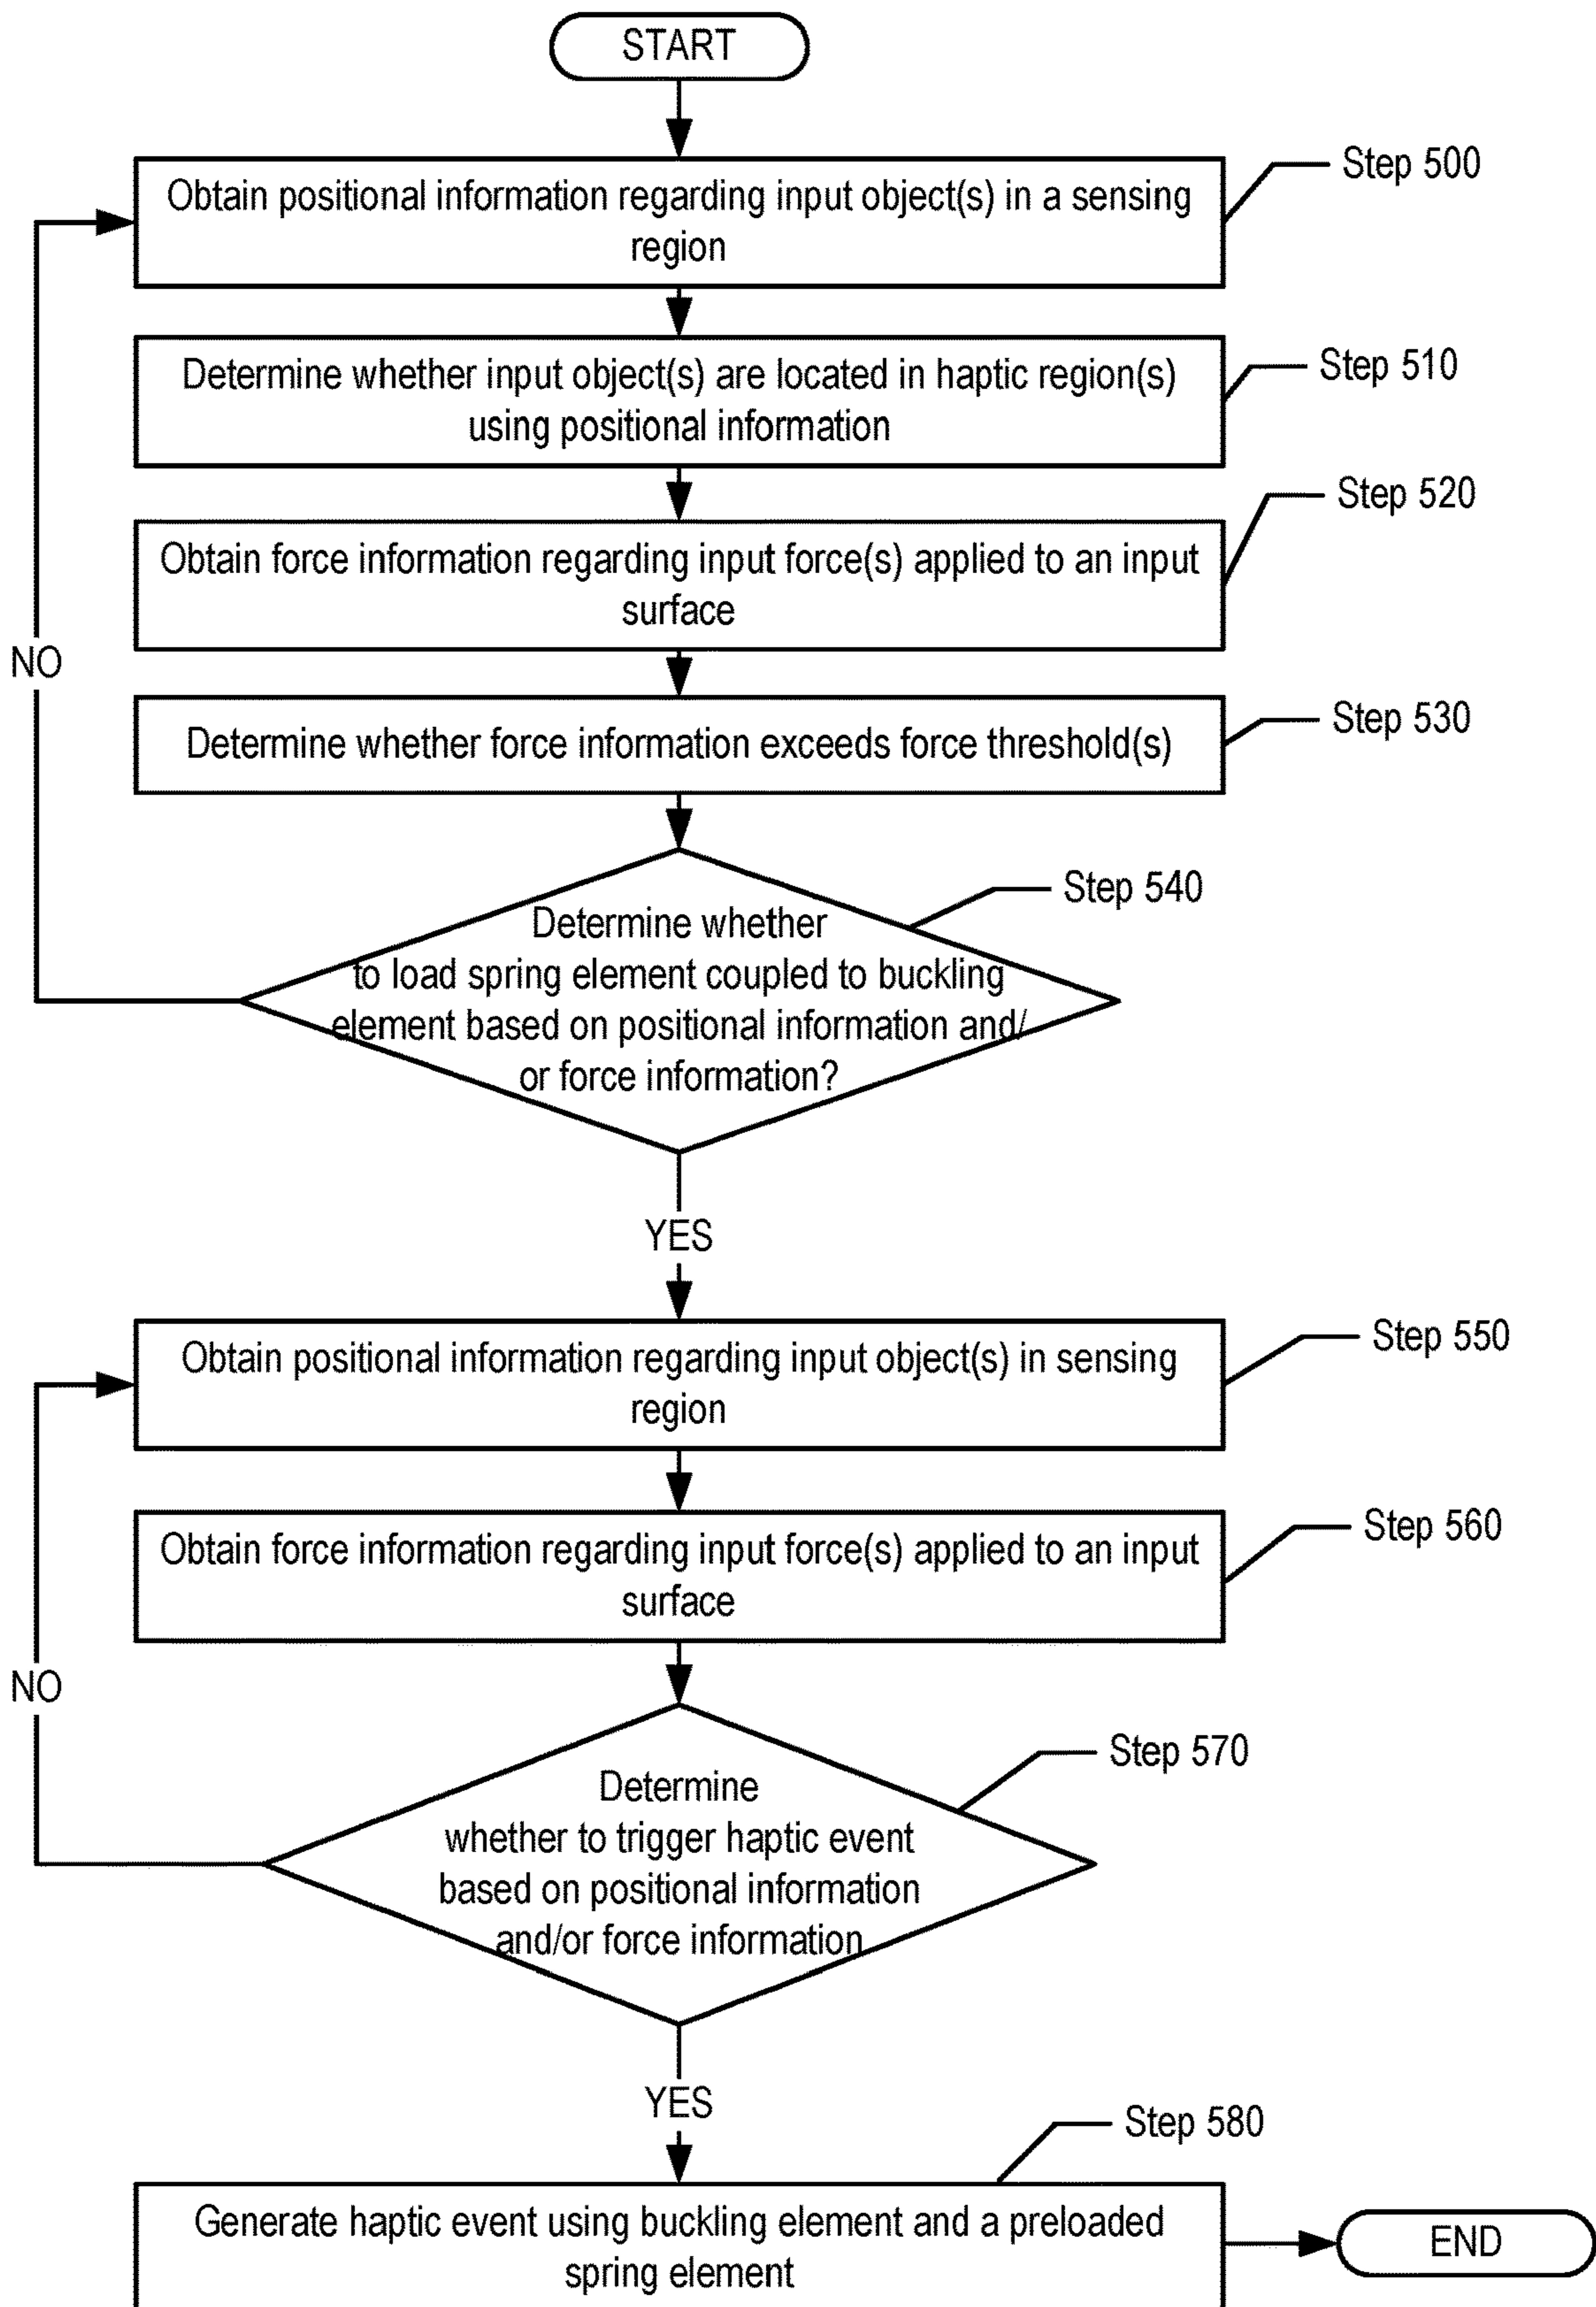 START
Obtain positional information regarding input object(s) in a sensing
region
Step 500
Determine whether input object(s) are located in haptic region(s)
using positional information
Step 510
Obtain force information regarding input force(s) applied to an input
surface
Step 520
NO
Determine whether force information exceeds force threshold(s)
Step 530
Determine whether
to load spring element coupled to buckling
element based on positional information and/
or force information?
Step 540
YES
Obtain positional information regarding input object(s) in sensing
region
Step 550
Obtain force information regarding input force(s) applied to an input
surface
Step 560
NO
Determine
whether to trigger haptic event
based on positional information
and/or force information
Step 570
YES
Generate haptic event using buckling element and a preloaded
spring element
Step 580
END